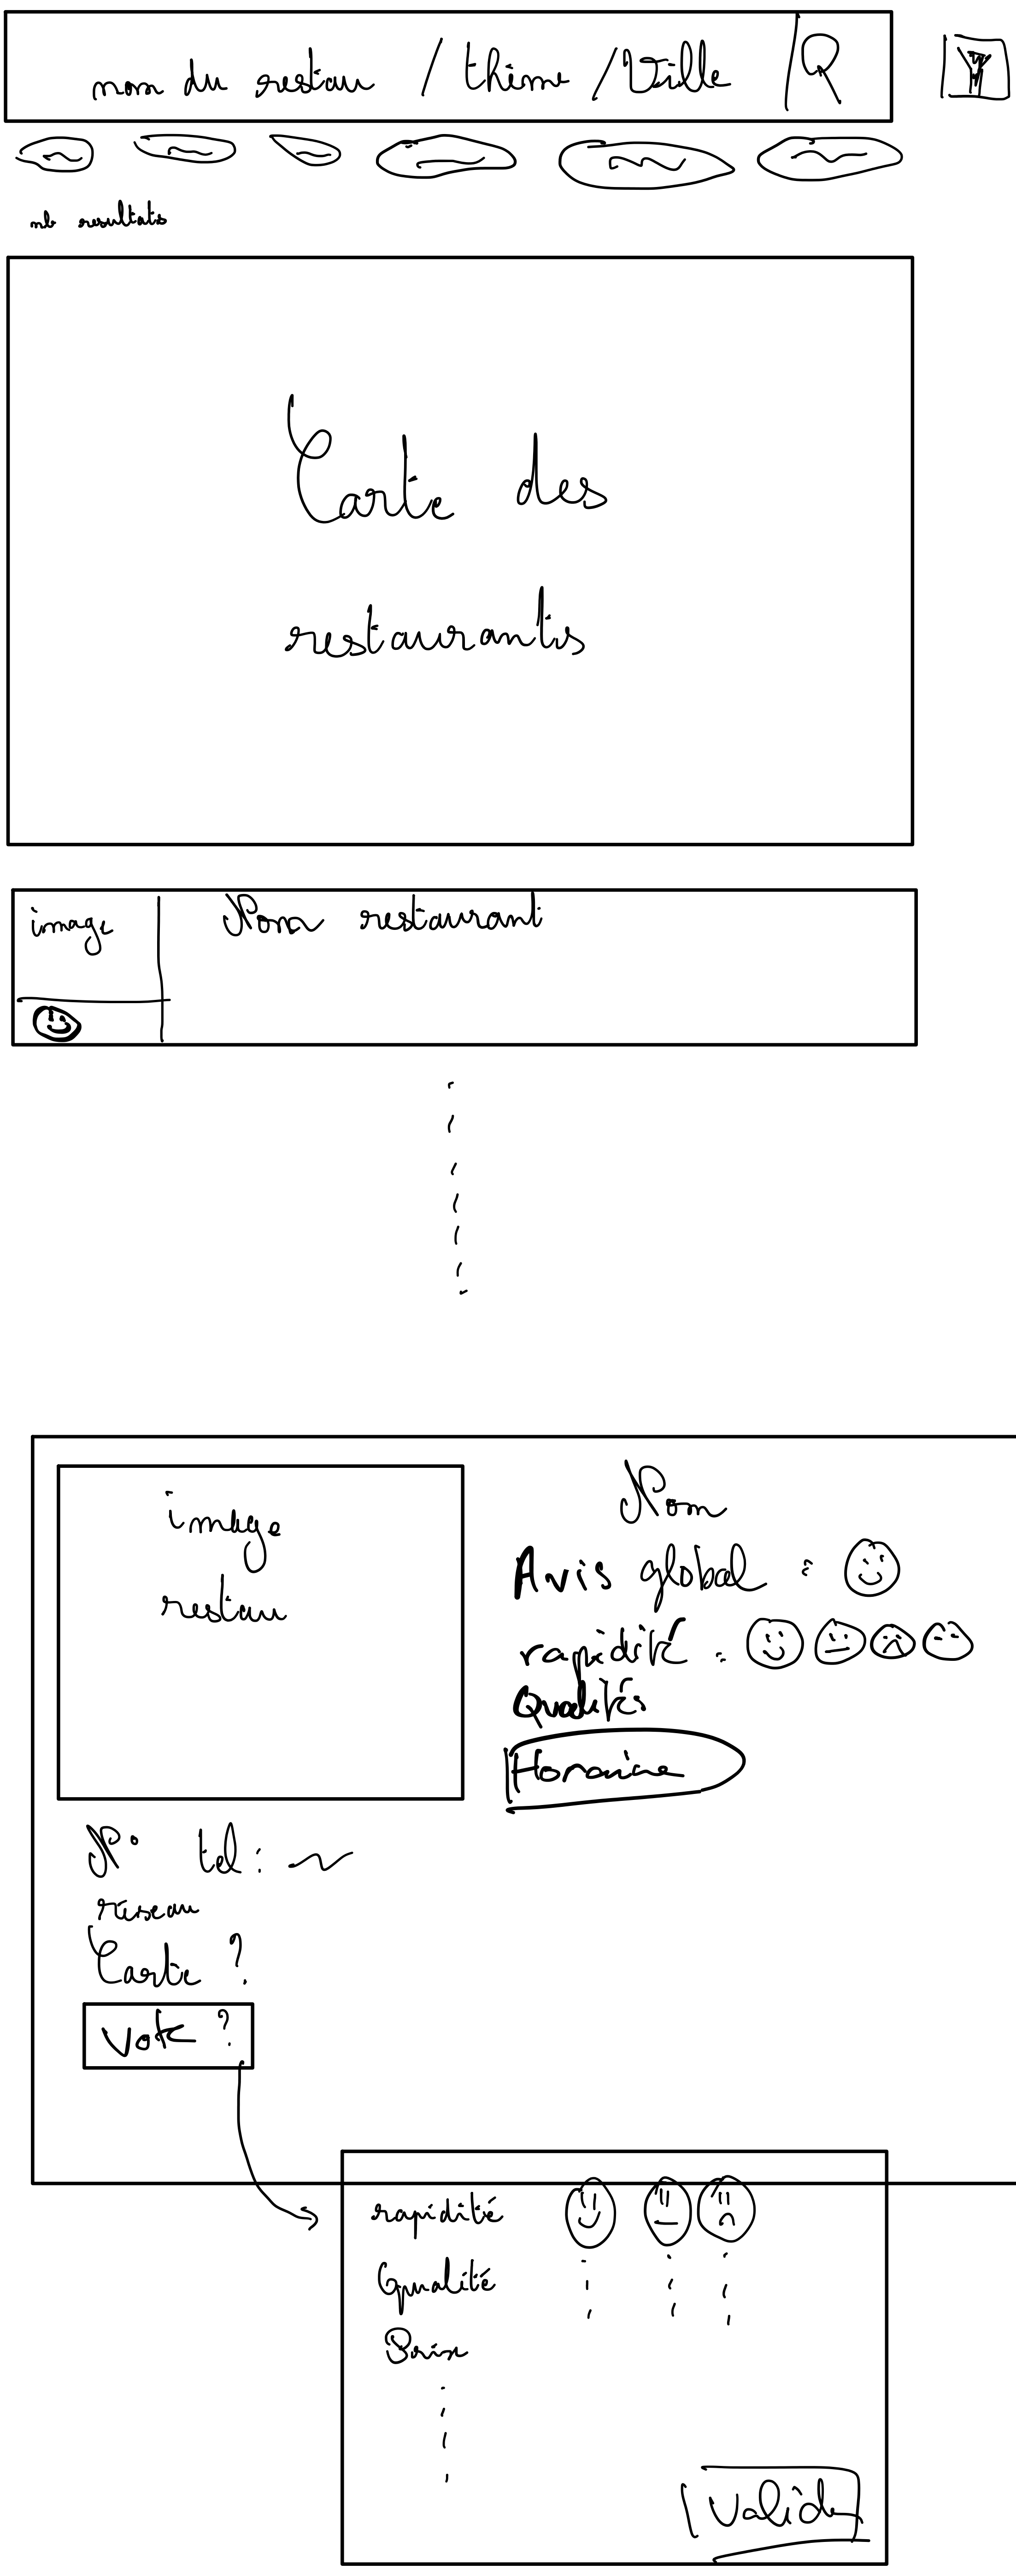 nom du restau / thème / Ville
nb resultats
Carte des
restaurants
image
Nom restaurant
image
restau
Nom
Avis global :
rapidité :
Qualités
Horaire
N° tel :
réseau
Carte ?
Vote ?
rapidité
Qualité
Prix
Valider